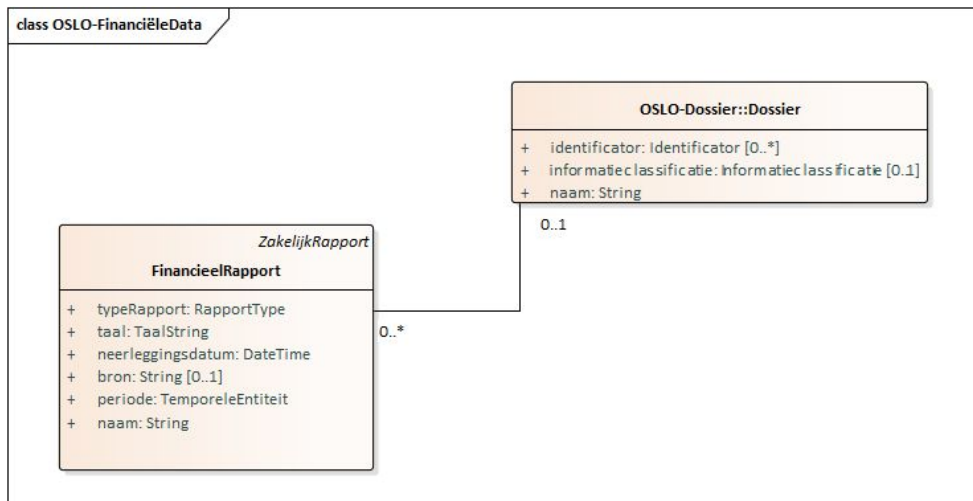 class OSLO-FinanciëleData
OSLO-Dossier::Dossier
+ identificator: Identificator [0..*]
+ informatieclassificatie: Informatieclassificatie [0.1]
+ naam: String
0..1
ZakelijkRapport
FinancieelRapport
+ typeRapport: RapportType
+ taal: TaalString
+ neerleggingsdatum: DateTime
+ bron: String [0..1]
+ periode: TemporeleEntiteit
+ naam: String
0..*